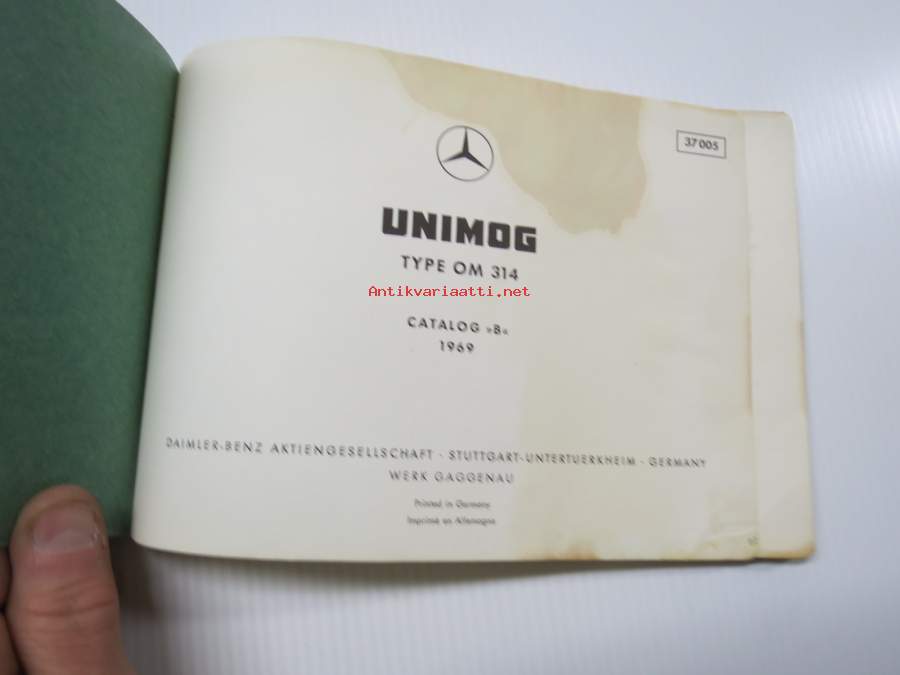 37005
UNIMOG
TYPE OM 314
Antikvariaatti.net
CATALOG »B«
1969
DAIMLER-BENZ AKTIENGESELLSCHAFT · STUTTGART-UNTERTUERKHEIM · GERMANY
WERK GAGGENAU
Printed in Germany
Imprimé en Allemagne